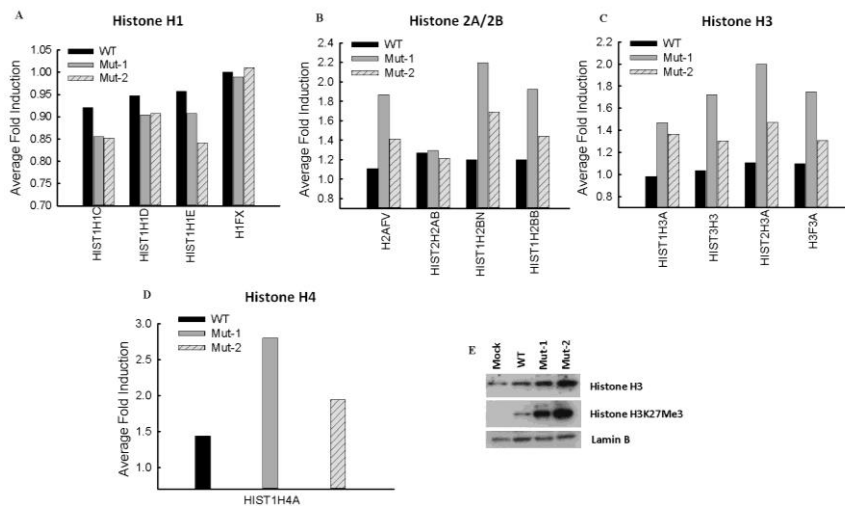 A
Histone H1
WT
Mut-1
Mut-2
Average Fold Induction
1.05
1.00
0.95
0.90
0.85
0.80
0.75
0.70
HIST1H1C
HIST1H1D
HIST1H1E
H1FX
B
Histone 2A/2B
WT
Mut-1
Mut-2
Average Fold Induction
2.4
2.2
2.0
1.8
1.6
1.4
1.2
1.0
0.8
H2AFV
HIST2H2AB
HIST1H2BN
HIST1H2BB
C
Histone H3
WT
Mut-1
Mut-2
Average Fold Induction
2.2
2.0
1.8
1.6
1.4
1.2
1.0
0.8
HIST1H3A
HIST3H3
HIST2H3A
H3F3A
D
Histone H4
WT
Mut-1
Mut-2
Average Fold Induction
3.0
2.5
2.0
1.5
1.0
HIST1H4A
E
Mock
WT
Mut-1
Mut-2
Histone H3
Histone H3K27Me3
Lamin B